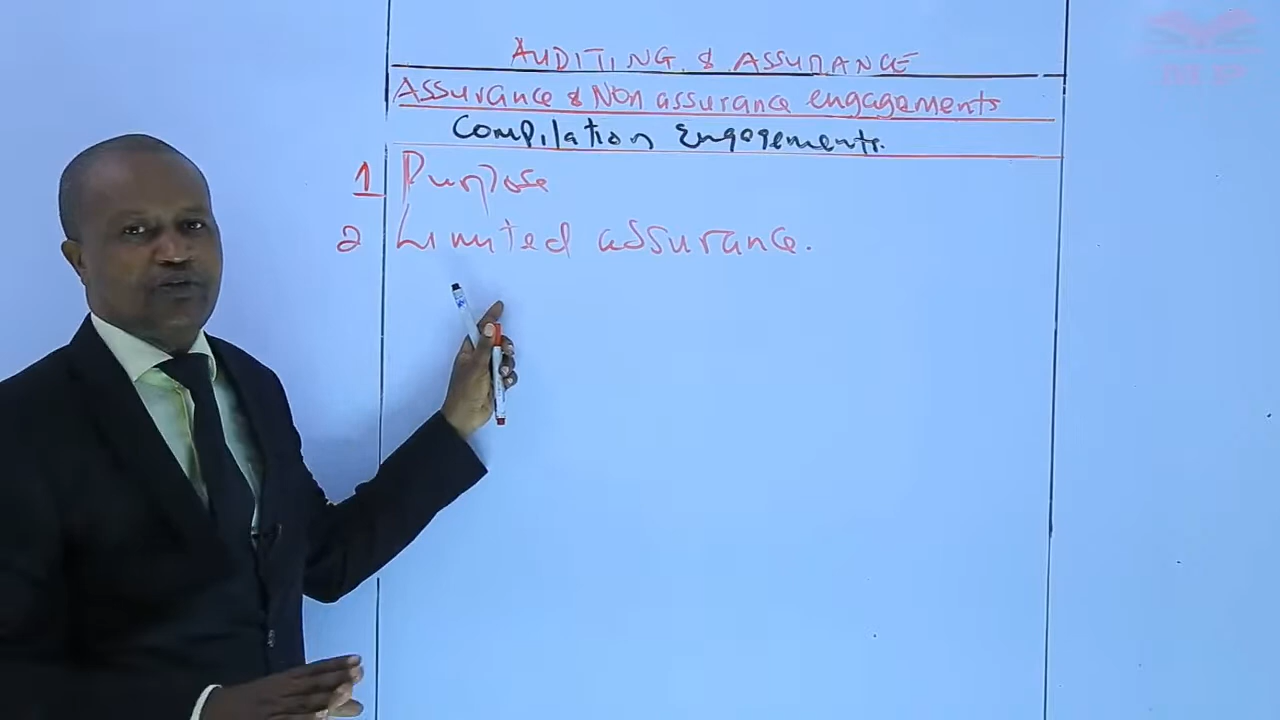 AUDITING & ASSURANCE
Assurance & Non assurance engagements
Compilation Engagements.
1 Purpose
2 Limited assurance.